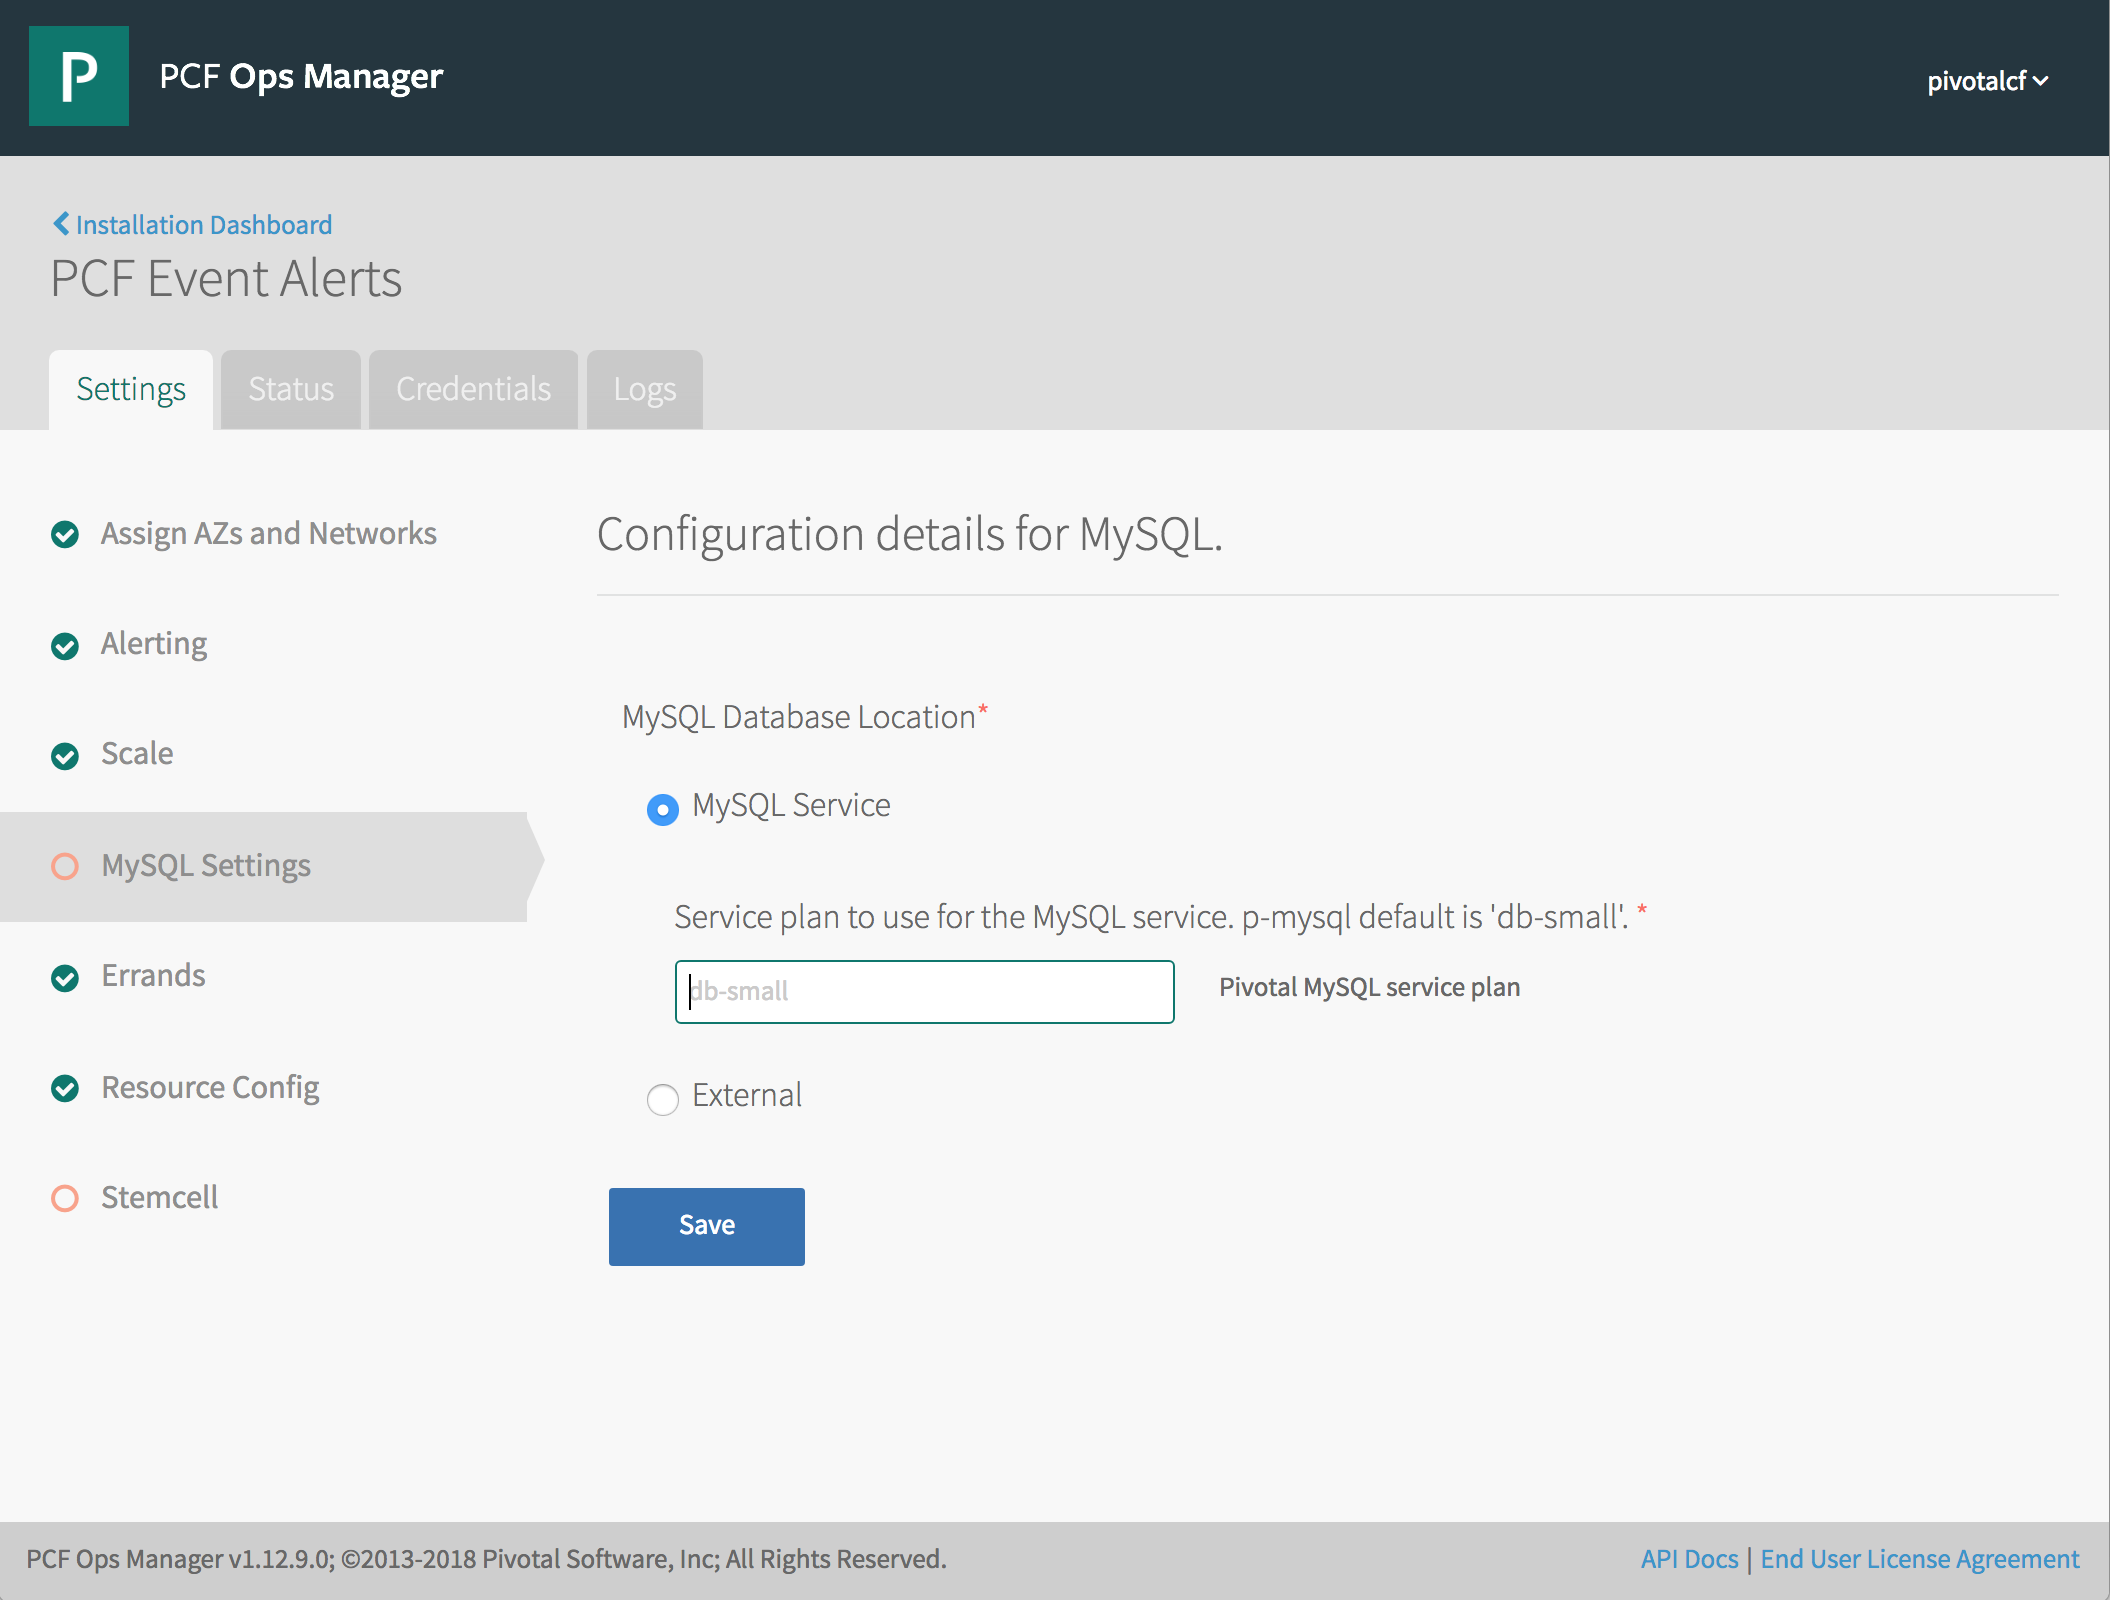 P
PCF Ops Manager
pivotalcf
Installation Dashboard
PCF Event Alerts
Settings
Status
Credentials
Logs
Assign AZs and Networks
Alerting
Scale
MySQL Settings
Errands
Resource Config
Stemcell
Configuration details for MySQL.
MySQL Database Location*
MySQL Service
Service plan to use for the MySQL service. p-mysql default is 'db-small'. *
db-small
Pivotal MySQL service plan
External
Save
PCF Ops Manager v1.12.9.0; ©2013-2018 Pivotal Software, Inc; All Rights Reserved.
API Docs | End User License Agreement